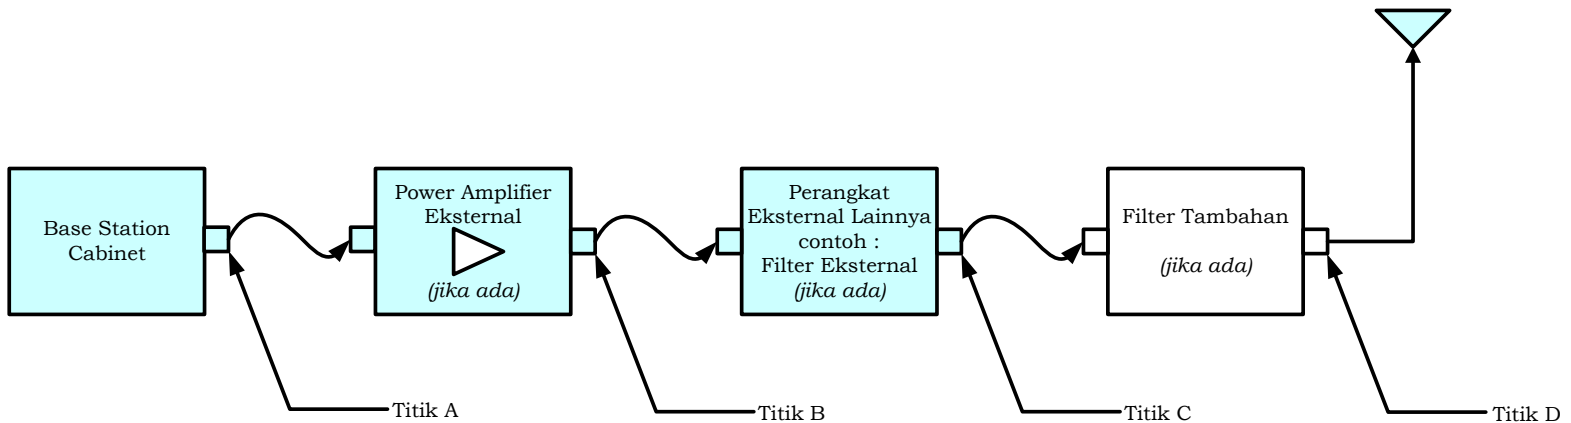 Base Station
Cabinet
Power Amplifier
Eksternal
(jika ada)
Perangkat
Eksternal Lainnya
contoh :
Filter Eksternal
(jika ada)
Filter Tambahan
(jika ada)
Titik A
Titik B
Titik C
Titik D